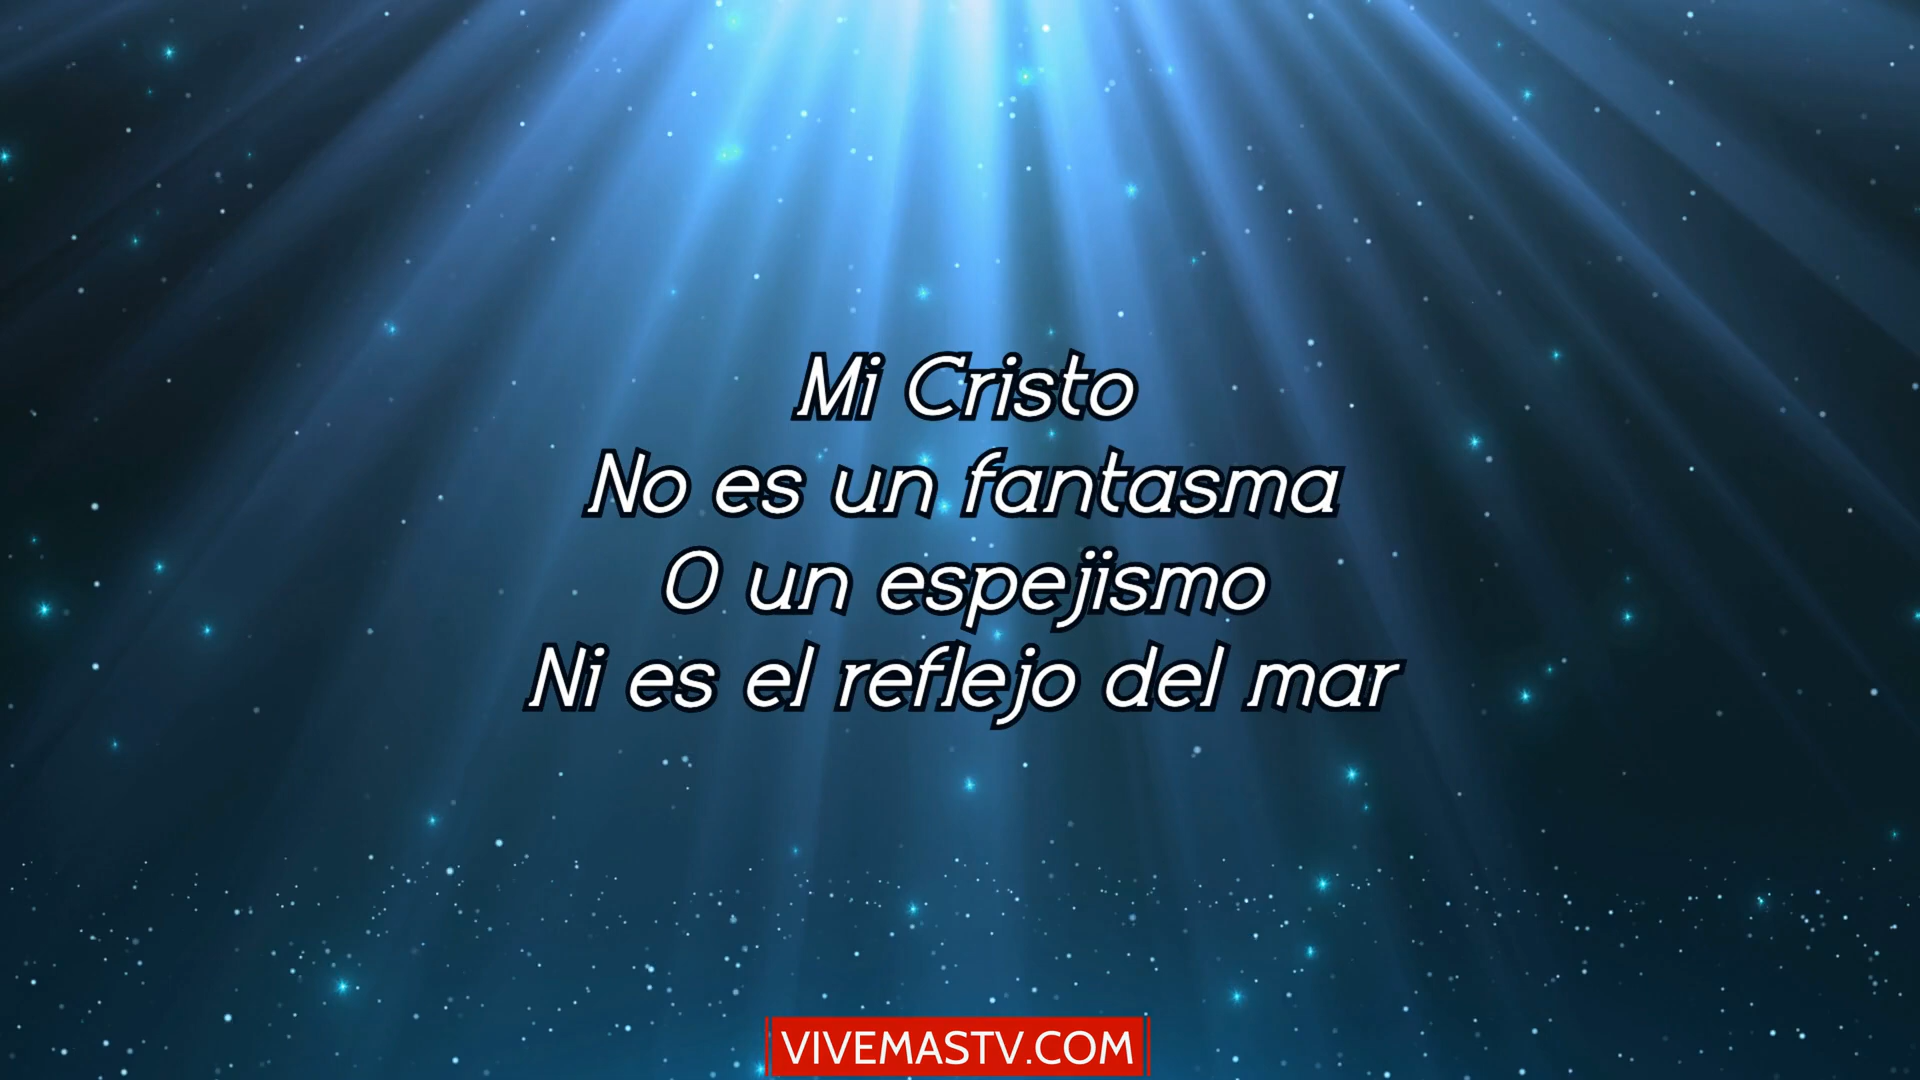 Mi Cristo
No es un fantasma
O un espejismo
Ni es el reflejo del mar
VIVEMASTV.COM